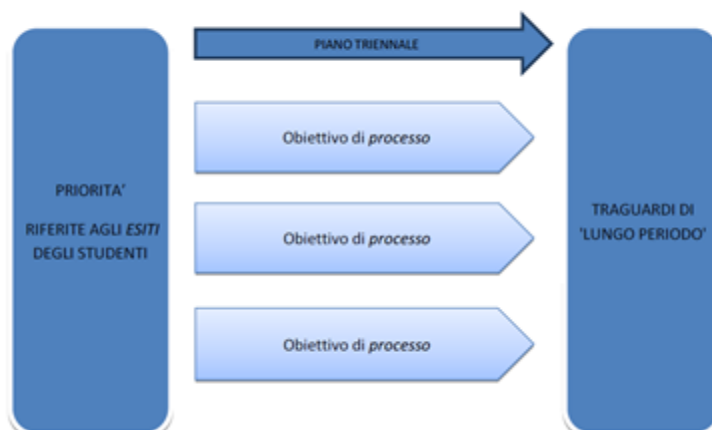 PIANO TRIENNALE
PRIORITA'
RIFERITE AGLI ESITI
DEGLI STUDENTI
Obiettivo di processo
Obiettivo di processo
Obiettivo di processo
TRAGUARDI DI
'LUNGO PERIODO'